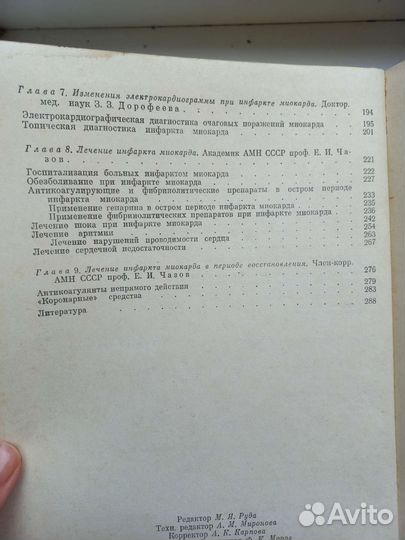 Глава 7. Изменения электрокардиограммы при инфаркте миокарда. Доктор
мед. наук З. З. Дорофеева . . . . . . . . . 194
Электрокардиографическая диагностика очаговых поражений миокарда . 195
Топическая диагностика инфаркта миокарда . . . . . . . 201
Глава 8. Лечение инфаркта миокарда. Академик АМН СССР проф. Е. И. Ча-
зов . . . . . . . . . . . . . . . 221
Госпитализация больных инфарктом миокарда . . . . . . . 222
Обезболивание при инфаркте миокарда . . . . . . . . 227
Антикоагулирующие и фибринолитические препараты в остром периоде
инфаркта миокарда . . . . . . . . . . . 233
Применение гепарина в остром периоде инфаркта миокарда . . . 235
Применение фибринолитических препаратов при инфаркте миокарда . 236
Лечение шока при инфаркте миокарда . . . . . . . . 242
Лечение аритмии . . . . . . . . . . . . 254
Лечение нарушений проводимости сердца . . . . . . . 263
Лечение сердечной недостаточности . . . . . . . . . 267
Глава 9. Лечение инфаркта миокарда в периоде восстановления. Член-корр.
АМН СССР проф. Е. И. Чазов . . . . . . . . . 276
Антикоагулянты непрямого действия . . . . . . . . . 279
«Коронарные» средства . . . . . . . . . . . 283
Литература . . . . . . . . . . . . . . 288
Редактор М. Я. Руда
Техн. редактор А. М. Миронова
Корректор А. К. Карпова
Avito